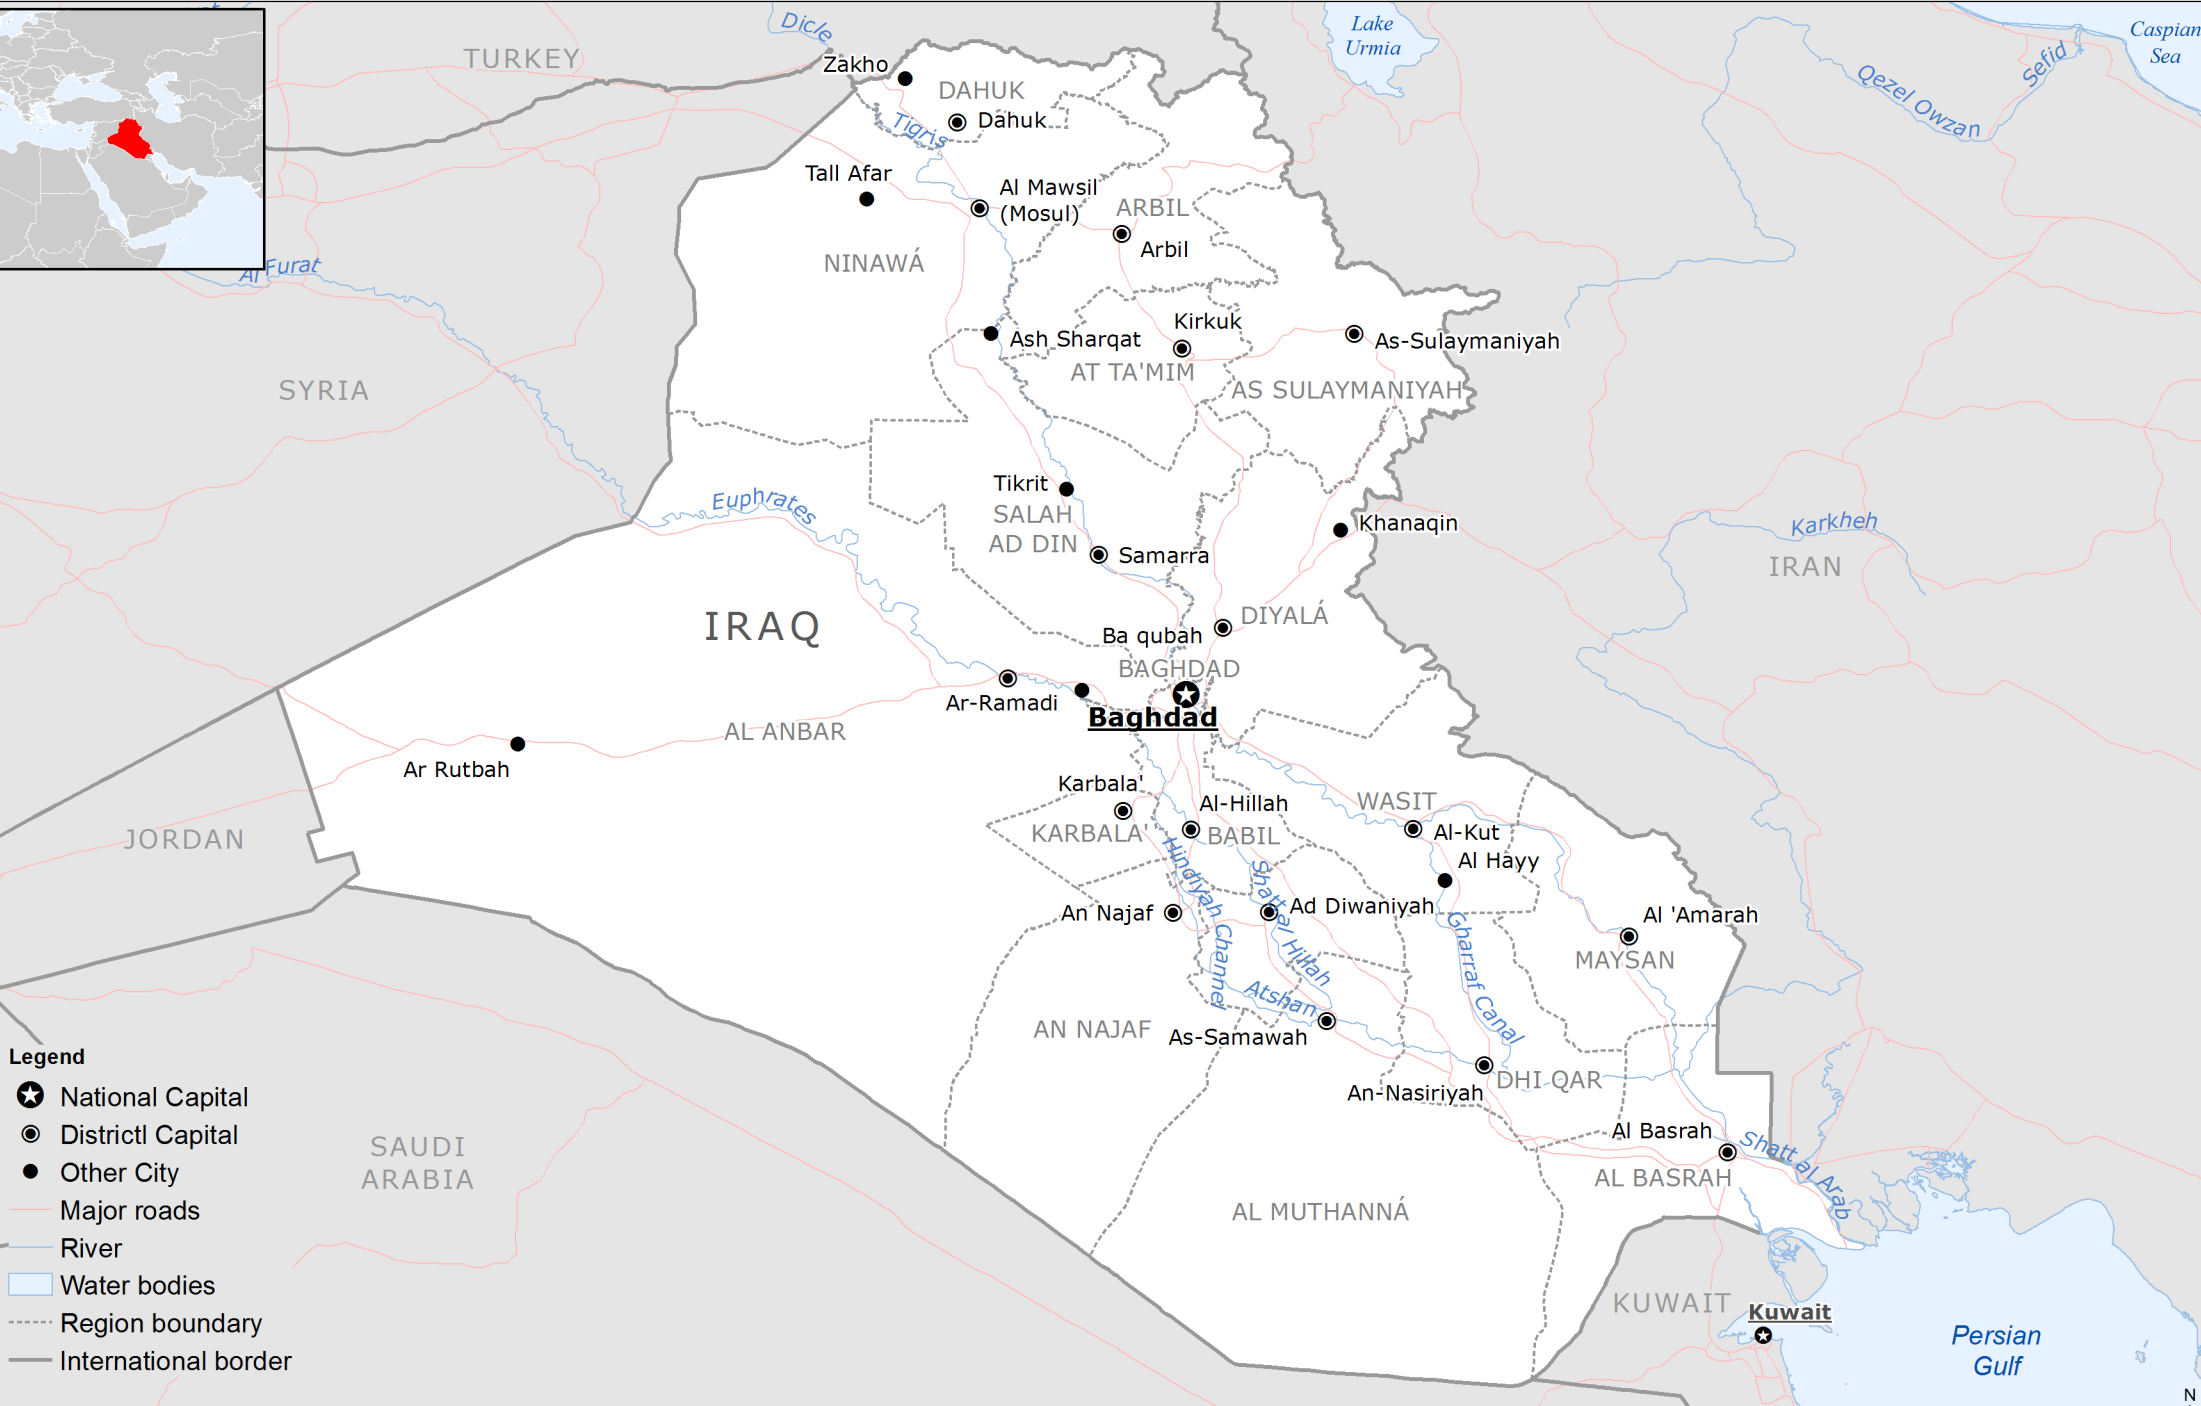 Dicle
Lake
Urmia
Caspian
Sea
TURKEY
Zakho
Sefid
Qezel Owzan
DAHUK
Dahuk
Tigris
Tall Afar
Al Mawsil
(Mosul)
ARBIL
Arbil
NINAWÁ
Al Furat
Kirkuk
Ash Sharqat
As-Sulaymaniyah
AT TA'MIM
AS SULAYMANIYAH
SYRIA
Tikrit
Euphrates
SALAH
AD DIN
Samarra
Khanaqin
Karkheh
IRAN
IRAQ
DIYALÁ
Ba qubah
BAGHDAD
Ar-Ramadi
Baghdad
AL ANBAR
Ar Rutbah
Karbala'
Al-Hillah
WASIT
KARBALA'
BABIL
Al-Kut
JORDAN
Al Hayy
Hindiyah Channel
Shatt al Hillah
An Najaf
Ad Diwaniyah
Al 'Amarah
Gharraf Canal
MAYSAN
Atshan
AN NAJAF
As-Samawah
DHI QAR
An-Nasiriyah
Al Basrah
Shatt al Arab
AL BASRAH
SAUDI
ARABIA
AL MUTHANNÁ
KUWAIT
Kuwait
Persian
Gulf
N
Legend
National Capital
Districtl Capital
Other City
Major roads
River
Water bodies
Region boundary
International border